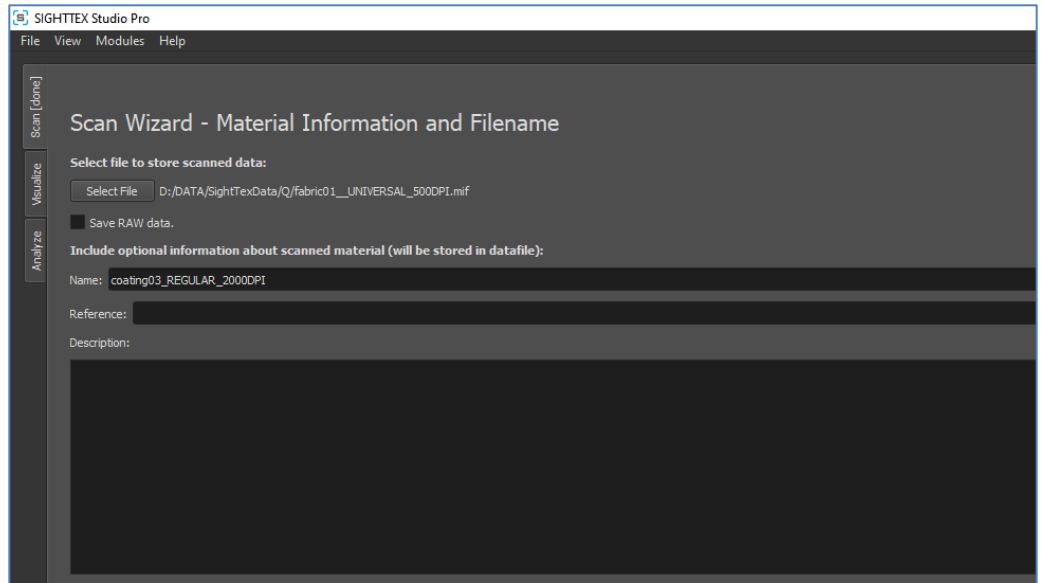 SIGHTTEX Studio Pro
File View Modules Help
Scan [done]
Visualize
Analyze
Scan Wizard - Material Information and Filename
Select file to store scanned data:
Select File D:/DATA/SightTexData/Q/fabric01__UNIVERSAL_500DPI.mif
Save RAW data.
Include optional information about scanned material (will be stored in datafile):
Name: coating03_REGULAR_2000DPI
Reference:
Description: